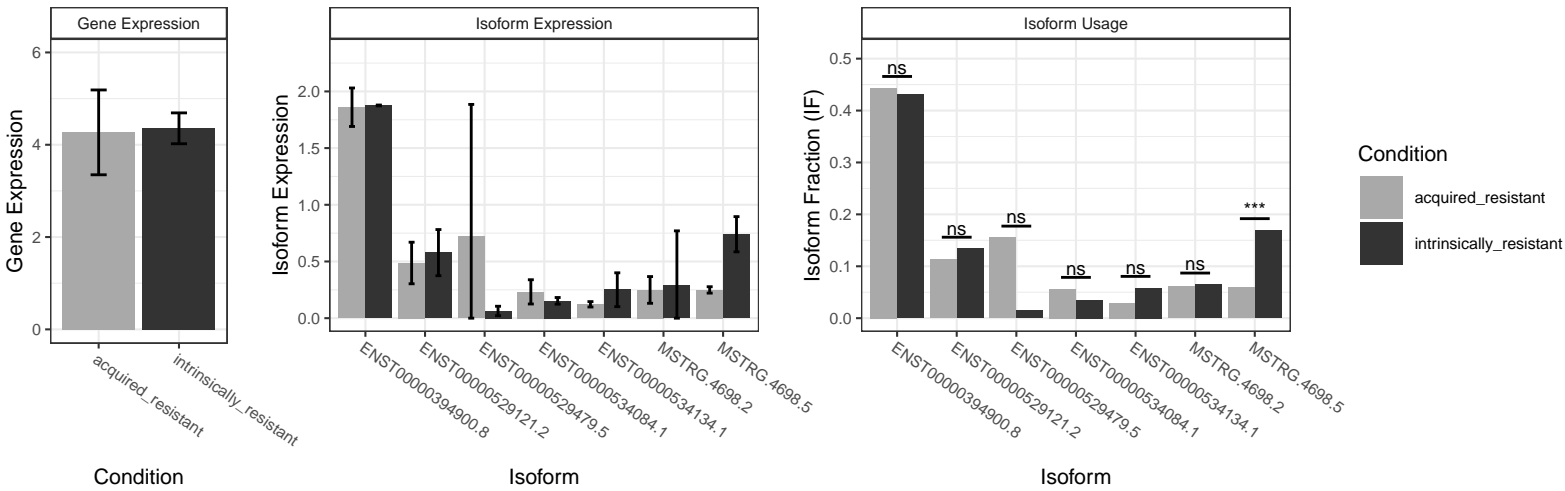 Gene Expression
Gene Expression
6
4
2
0
acquired_resistant
intrinsically_resistant
Condition
Isoform Expression
Isoform Expression
2.0
1.5
1.0
0.5
0.0
ENST00000394900.8
ENST00000529121.2
ENST00000529479.5
ENST00000534084.1
ENST00000534134.1
MSTRG.4698.2
MSTRG.4698.5
Isoform
Isoform Usage
Isoform Fraction (IF)
0.5
0.4
0.3
0.2
0.1
0.0
ns
ns
ns
ns
ns
ns
***
ENST00000394900.8
ENST00000529121.2
ENST00000529479.5
ENST00000534084.1
ENST00000534134.1
MSTRG.4698.2
MSTRG.4698.5
Isoform
Condition
acquired_resistant
intrinsically_resistant